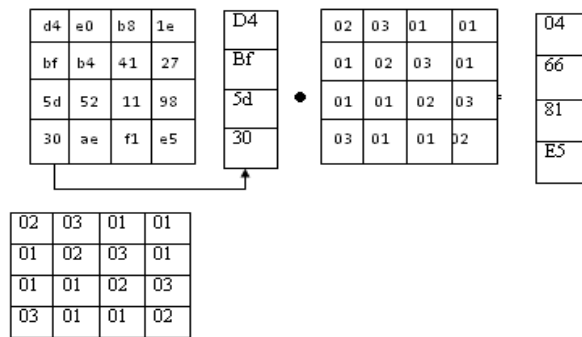 d4 e0 b8 1e
bf b4 41 27
5d 52 11 98
30 ae f1 e5
D4
Bf
5d
30
•
02 03 01 01
01 02 03 01
01 01 02 03
03 01 01 02
=
04
66
81
E5
02 03 01 01
01 02 03 01
01 01 02 03
03 01 01 02